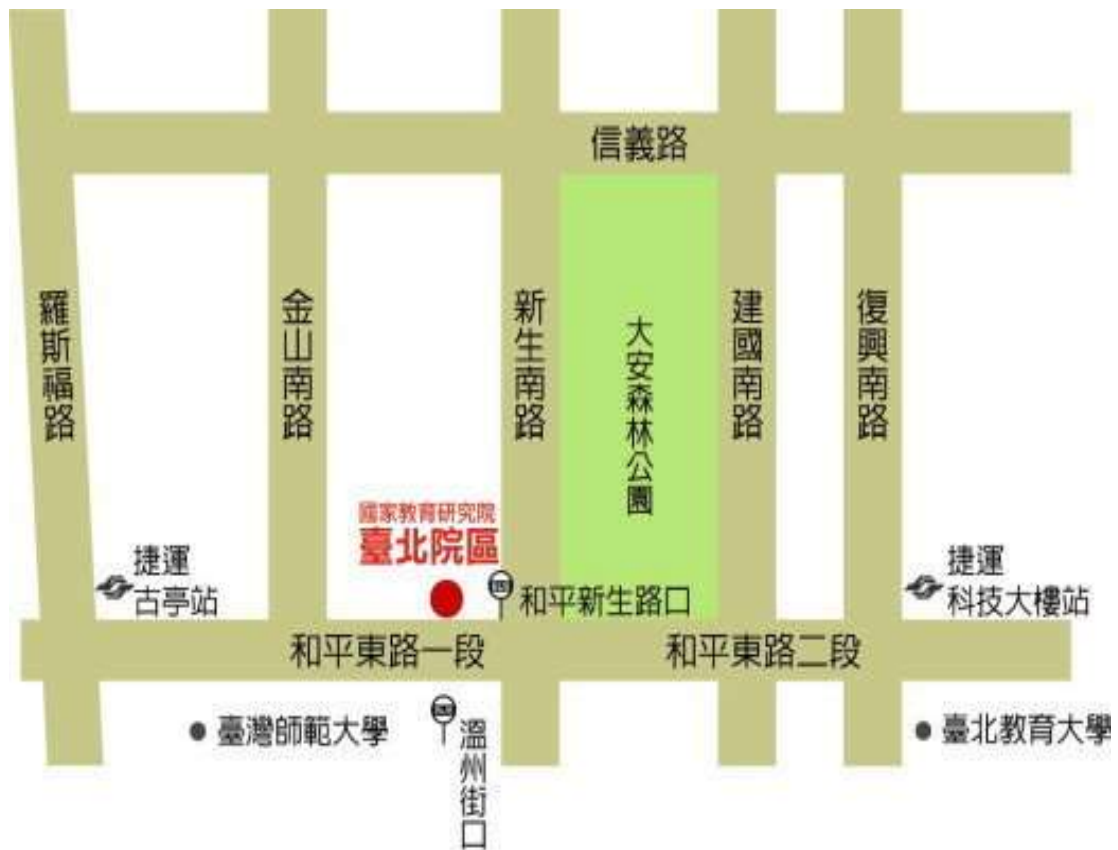 信義路
羅斯福路
金山南路
新生南路
大安森林公園
建國南路
復興南路
國家教育研究院
臺北院區
捷運
古亭站
和平新生路口
捷運
科技大樓站
和平東路一段
和平東路二段
臺灣師範大學
溫州街口
臺北教育大學